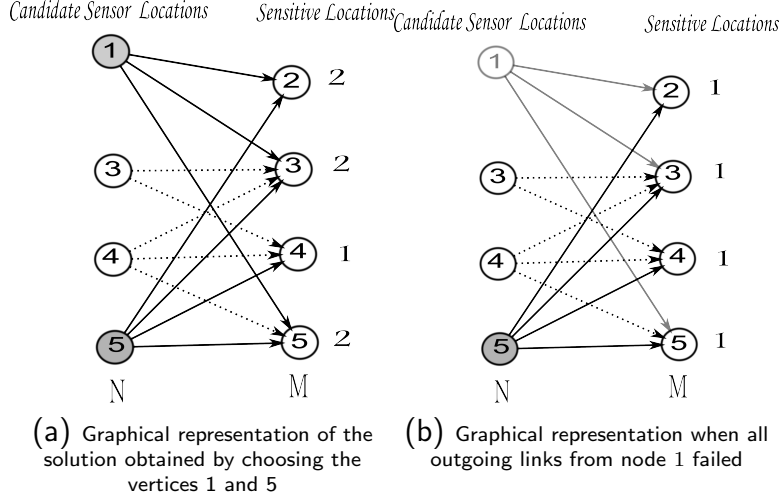 Candidate Sensor Locations
Sensitive Locations
1
2 2
3
3 2
4
4 1
5
5 2
N
M
(a) Graphical representation of the
solution obtained by choosing the
vertices 1 and 5
Candidate Sensor Locations
Sensitive Locations
1
2 1
3
3 1
4
4 1
5
5 1
N
M
(b) Graphical representation when all
outgoing links from node 1 failed